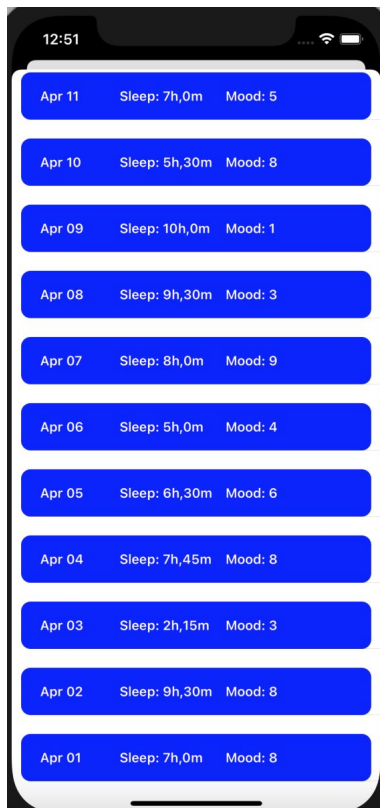 12:51
Apr 11 Sleep: 7h,0m Mood: 5
Apr 10 Sleep: 5h,30m Mood: 8
Apr 09 Sleep: 10h,0m Mood: 1
Apr 08 Sleep: 9h,30m Mood: 3
Apr 07 Sleep: 8h,0m Mood: 9
Apr 06 Sleep: 5h,0m Mood: 4
Apr 05 Sleep: 6h,30m Mood: 6
Apr 04 Sleep: 7h,45m Mood: 8
Apr 03 Sleep: 2h,15m Mood: 3
Apr 02 Sleep: 9h,30m Mood: 8
Apr 01 Sleep: 7h,0m Mood: 8